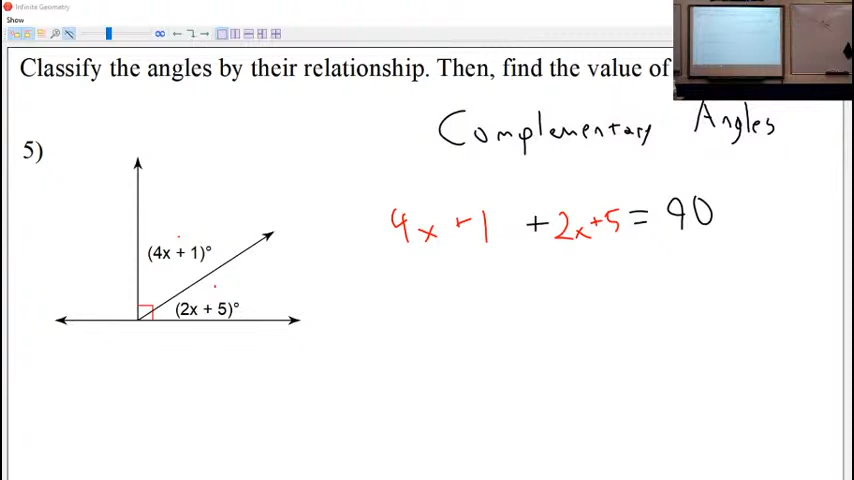 Infinite Geometry
Show
Classify the angles by their relationship. Then, find the value of
Complementary Angles
5)
4x + 1 + 2x + 5 = 90
(4x + 1)°
(2x + 5)°